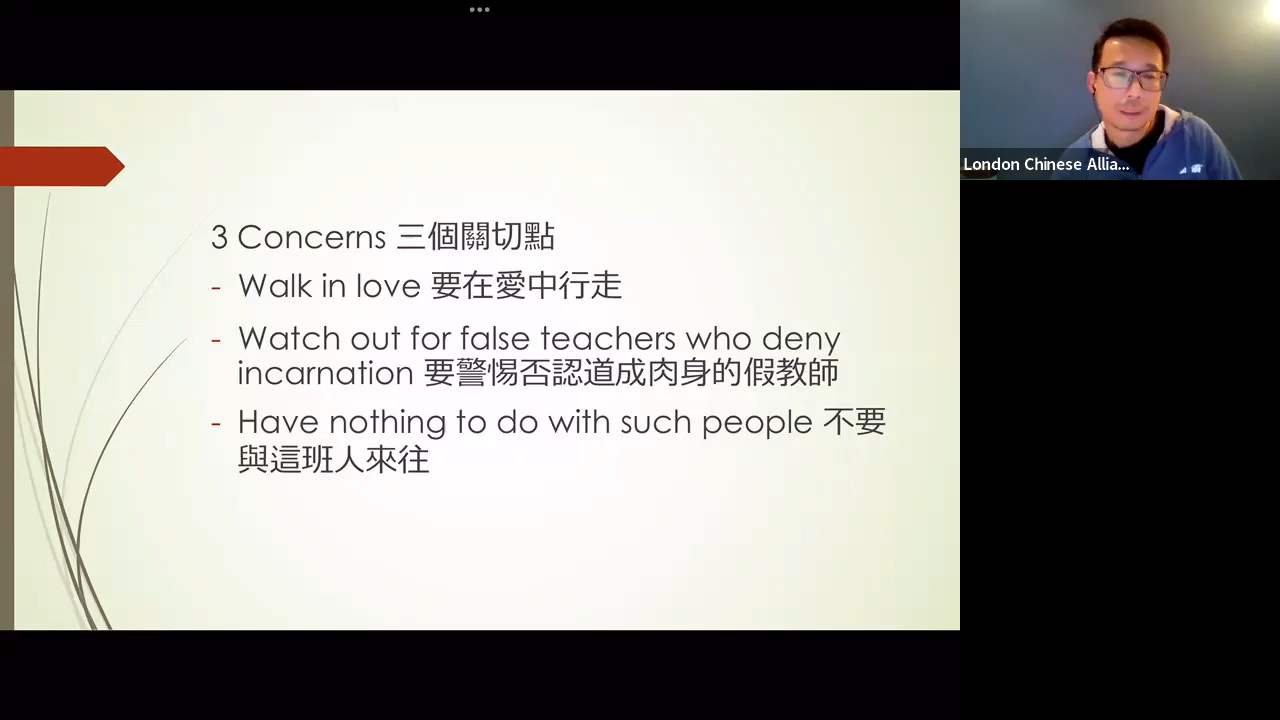 3 Concerns 三個關切點
- Walk in love 要在愛中行走
- Watch out for false teachers who deny
incarnation 要警惕否認道成肉身的假教師
- Have nothing to do with such people 不要
與這班人來往
London Chinese Allia...